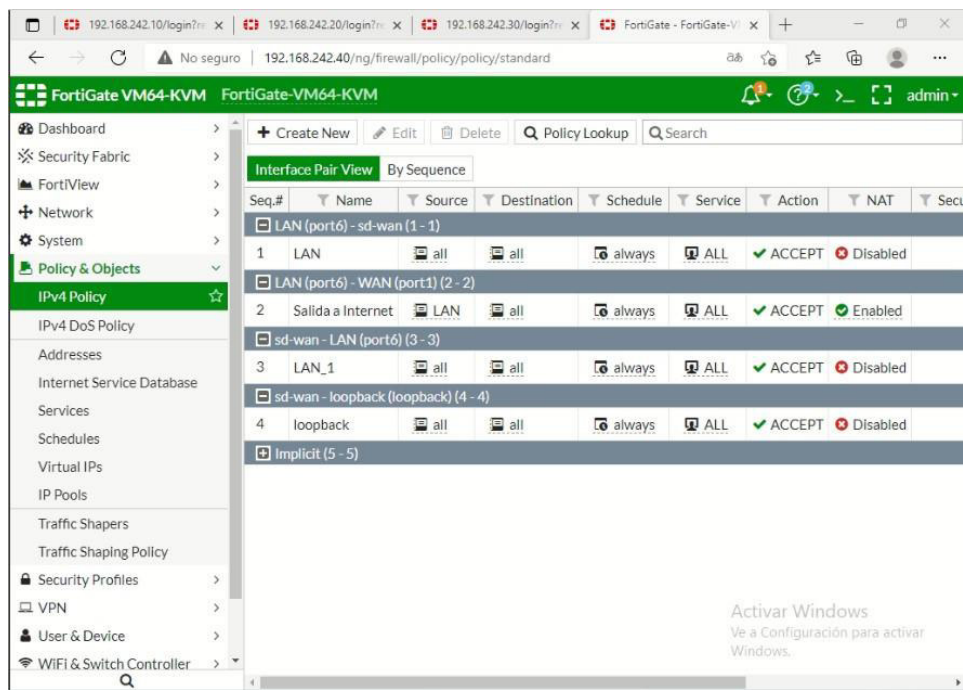 192.168.242.10/login?re
192.168.242.20/login?re
192.168.242.30/login?re
FortiGate - FortiGate-V
No seguro 192.168.242.40/ng/firewall/policy/policy/standard
FortiGate VM64-KVM FortiGate-VM64-KVM 1 2 admin
Dashboard
Security Fabric
FortiView
Network
System
Policy & Objects
IPv4 Policy
IPv4 DoS Policy
Addresses
Internet Service Database
Services
Schedules
Virtual IPs
IP Pools
Traffic Shapers
Traffic Shaping Policy
Security Profiles
VPN
User & Device
WiFi & Switch Controller
+ Create New Edit Delete Policy Lookup Search
Interface Pair View By Sequence
Seq.# Name Source Destination Schedule Service Action NAT Secu
LAN (port6) - sd-wan (1 - 1)
1 LAN all all always ALL ACCEPT Disabled
LAN (port6) - WAN (port1) (2 - 2)
2 Salida a Internet LAN all always ALL ACCEPT Enabled
sd-wan - LAN (port6) (3 - 3)
3 LAN_1 all all always ALL ACCEPT Disabled
sd-wan - loopback (loopback) (4 - 4)
4 loopback all all always ALL ACCEPT Disabled
Implicit (5 - 5)
Activar Windows
Ve a Configuración para activar
Windows.